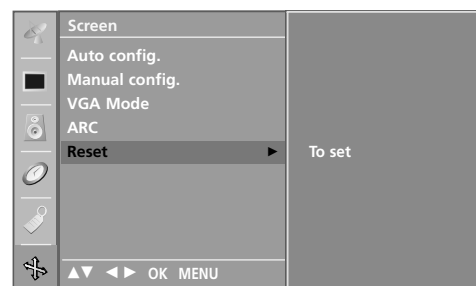 Screen
Auto config.
Manual config.
VGA Mode
ARC
Reset ► To set
▲▼ ◄► OK MENU